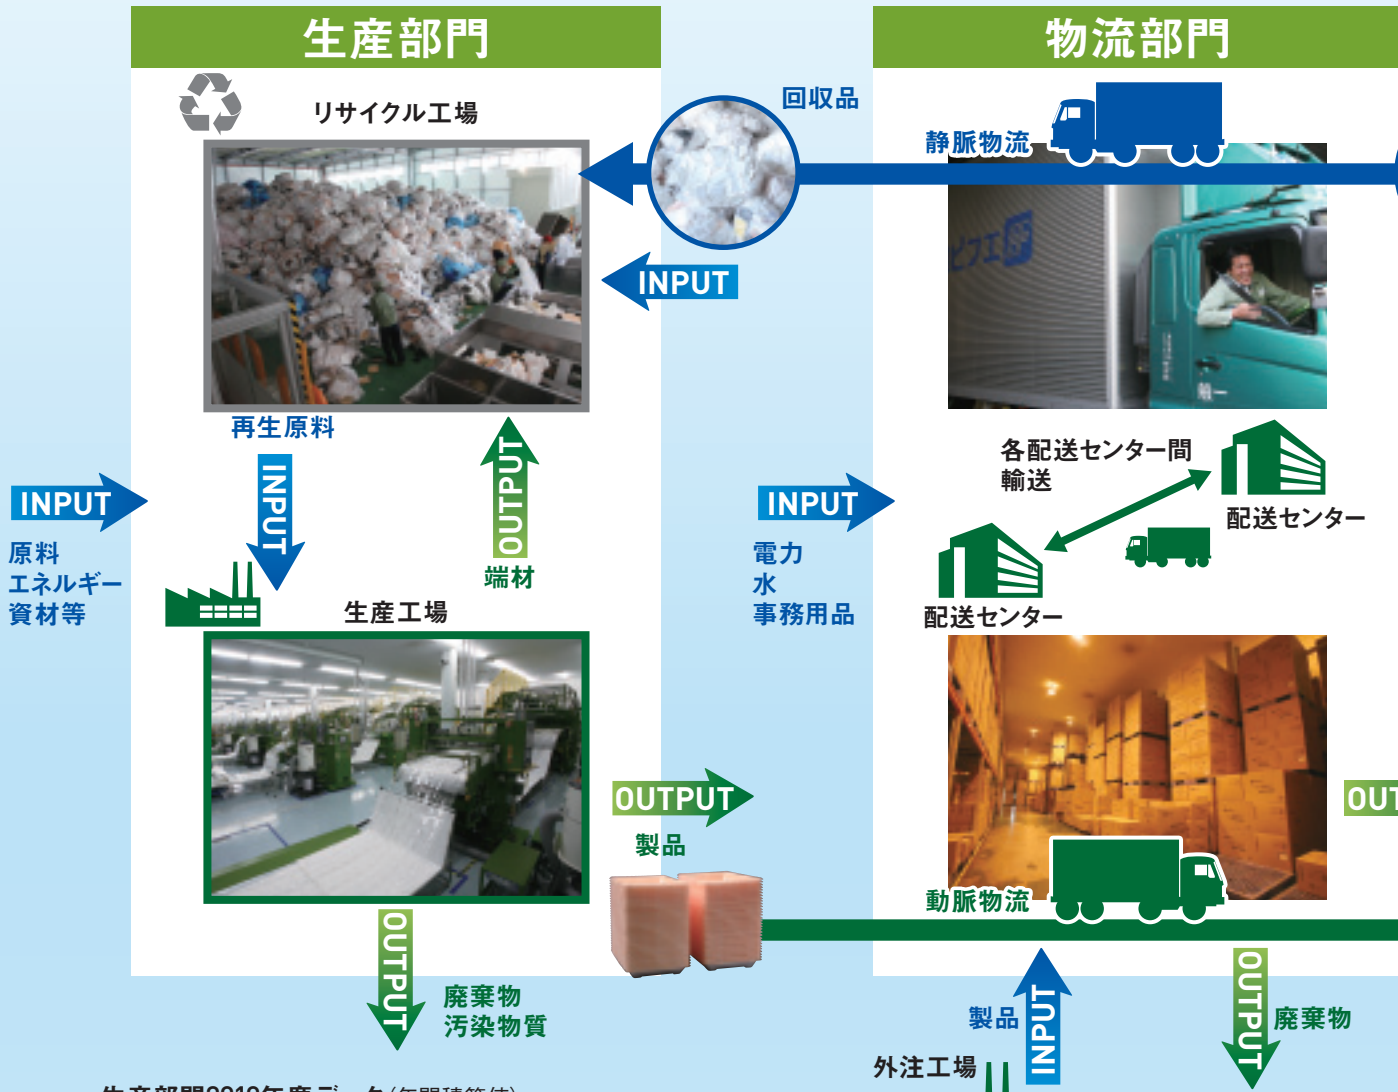 生産部門
物流部門
リサイクル工場
回収品
静脈物流
INPUT
ピフエ
再生原料
INPUT
OUTPUT
端材
INPUT
原料
エネルギー
資材等
INPUT
電力
水
事務用品
各配送センター間
輸送
配送センター
配送センター
生産工場
OUTPUT
製品
動脈物流
OUTPUT
廃棄物
汚染物質
製品
INPUT
OUTPUT
廃棄物
外注工場